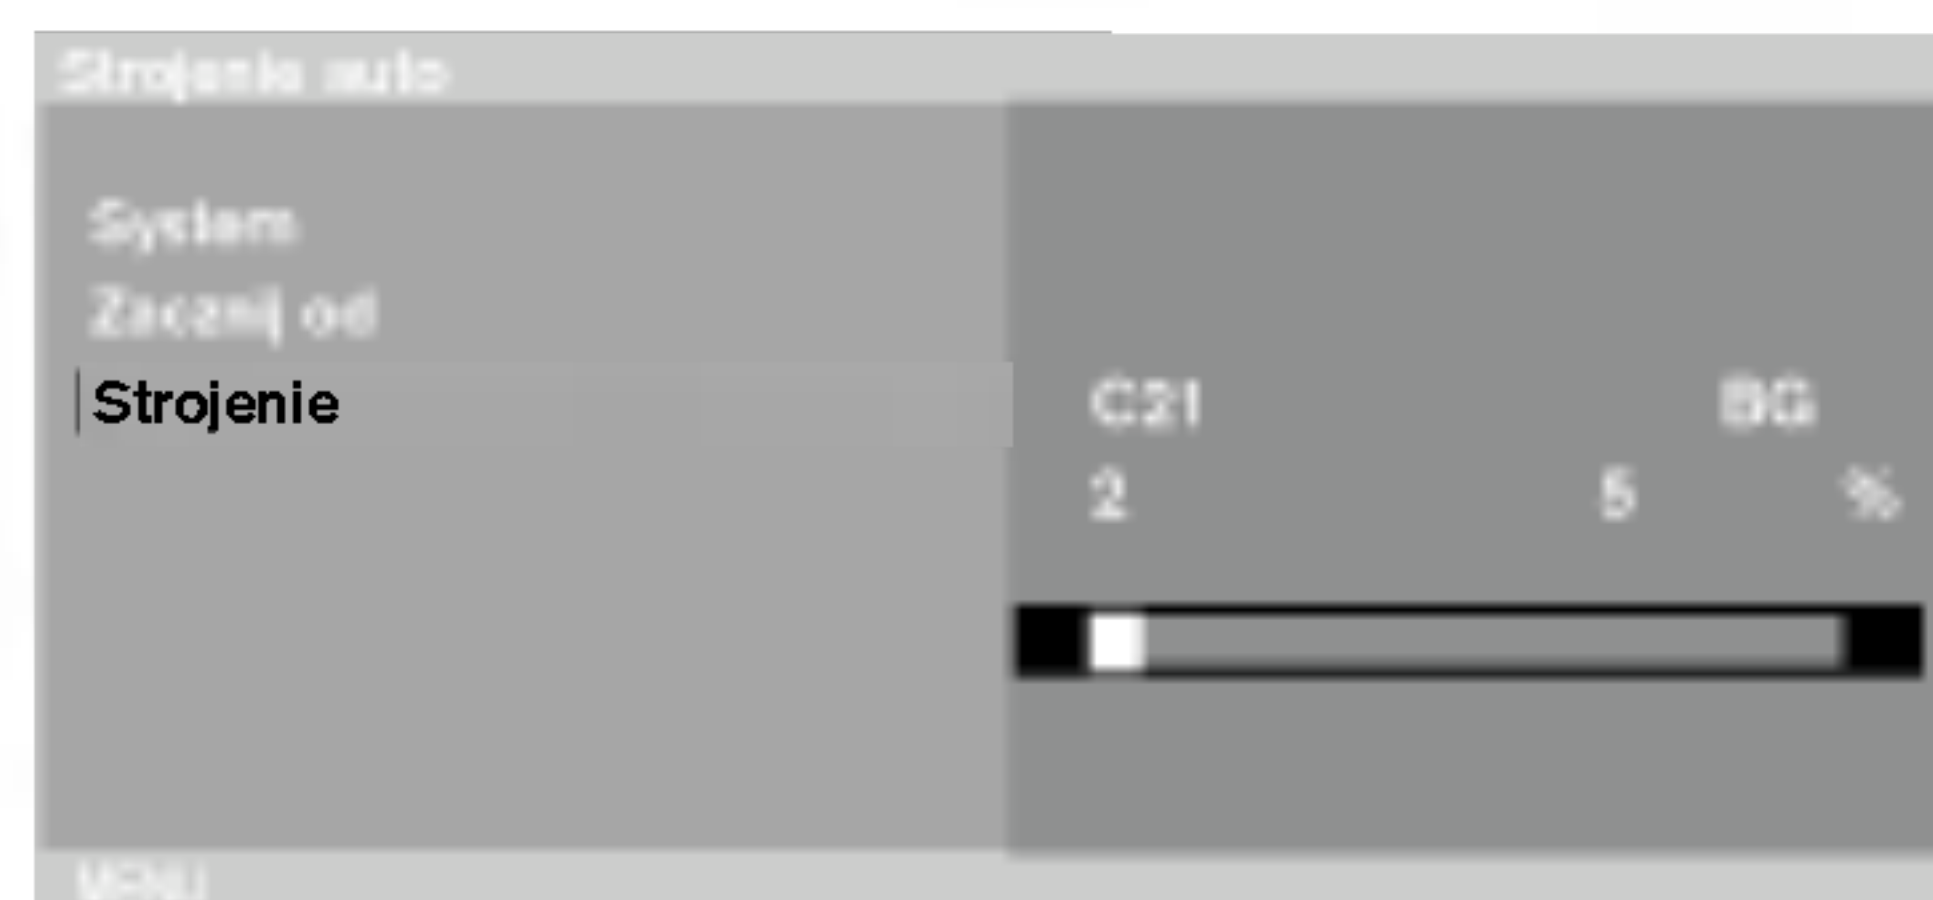 Strojenie auto
System
Zacznij od
Strojenie C21 BG
2 5 %
MENU